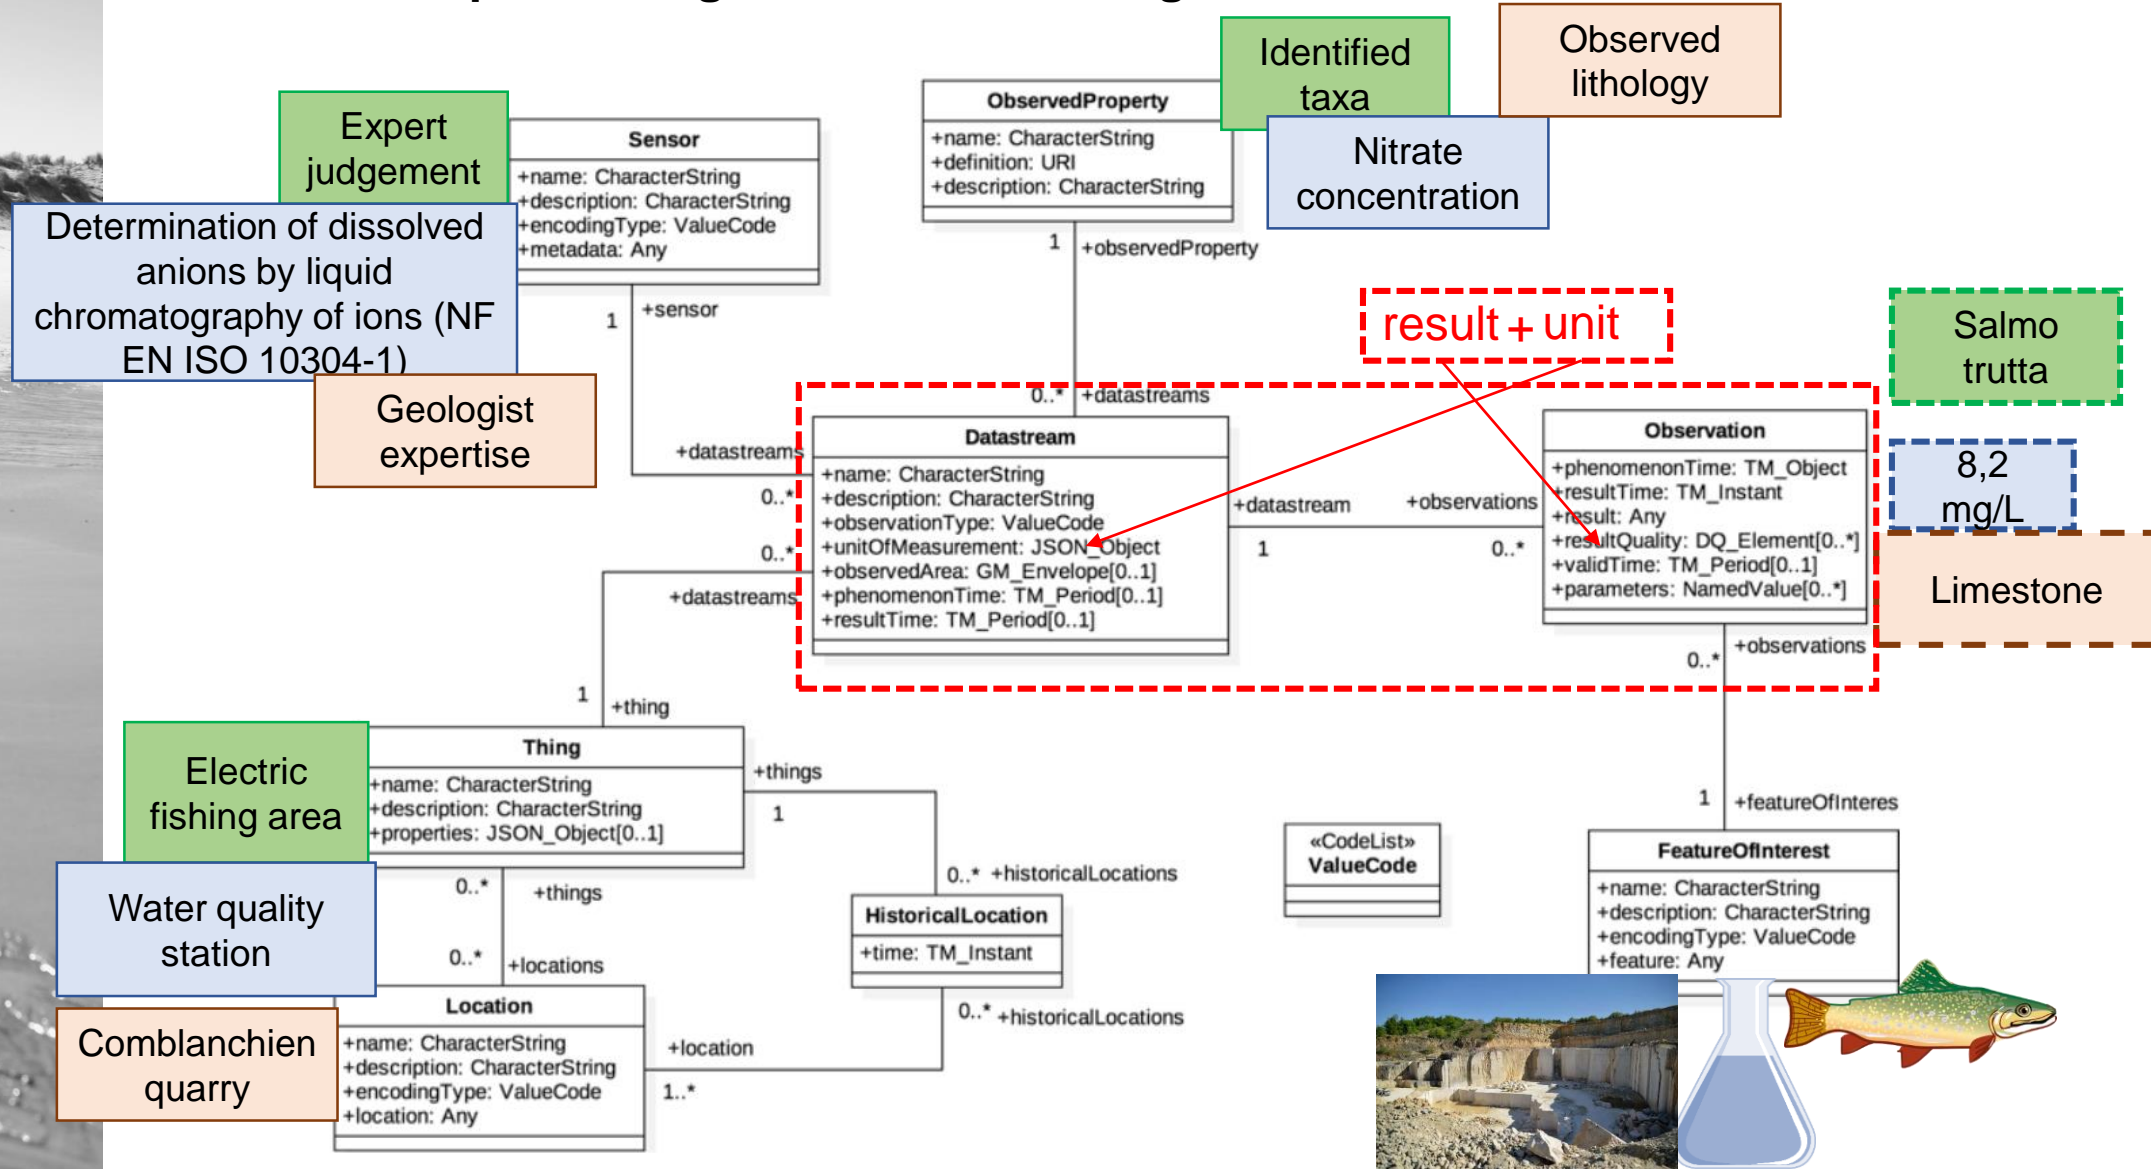 Observed
lithology
Identified
taxa
Nitrate
concentration
ObservedProperty
+name: CharacterString
+definition: URI
+description: CharacterString
1
+observedProperty
Expert
judgement
Determination of dissolved
anions by liquid
chromatography of ions (NF
EN ISO 10304-1)
Geologist
expertise
Sensor
+name: CharacterString
+description: CharacterString
+encodingType: ValueCode
+metadata: Any
1
+sensor
result + unit
Salmo
trutta
8,2
mg/L
Limestone
0..*
+datastreams
+datastreams
0..*
0..*
+datastreams
Datastream
+name: CharacterString
+description: CharacterString
+observationType: ValueCode
+unitOfMeasurement: JSON_Object
+observedArea: GM_Envelope[0..1]
+phenomenonTime: TM_Period[0..1]
+resultTime: TM_Period[0..1]
+datastream
1
+observations
0..*
Observation
+phenomenonTime: TM_Object
+resultTime: TM_Instant
+result: Any
+resultQuality: DQ_Element[0..*]
+validTime: TM_Period[0..1]
+parameters: NamedValue[0..*]
0..*
+observations
1
+thing
Electric
fishing area
Water quality
station
Comblanchien
quarry
Thing
+name: CharacterString
+description: CharacterString
+properties: JSON_Object[0..1]
+things
1
0..*
+things
0..*
+locations
0..* +historicalLocations
HistoricalLocation
+time: TM_Instant
0..* +historicalLocations
Location
+name: CharacterString
+description: CharacterString
+encodingType: ValueCode
+location: Any
+location
1..*
«CodeList»
ValueCode
1
+featureOfInteres
FeatureOfInterest
+name: CharacterString
+description: CharacterString
+encodingType: ValueCode
+feature: Any